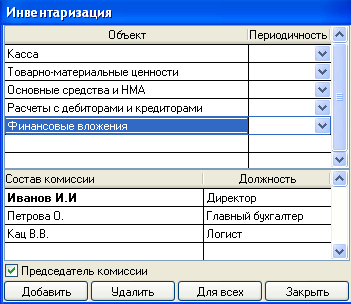 Инвентаризация
Объект Периодичность
Касса
Товарно-материальные ценности
Основные средства и НМА
Расчеты с дебиторами и кредиторами
Финансовые вложения
Состав комиссии Должность
Иванов И.И Директор
Петрова О. Главный бухгалтер
Кац В.В. Логист
Председатель комиссии
Добавить Удалить Для всех Закрыть